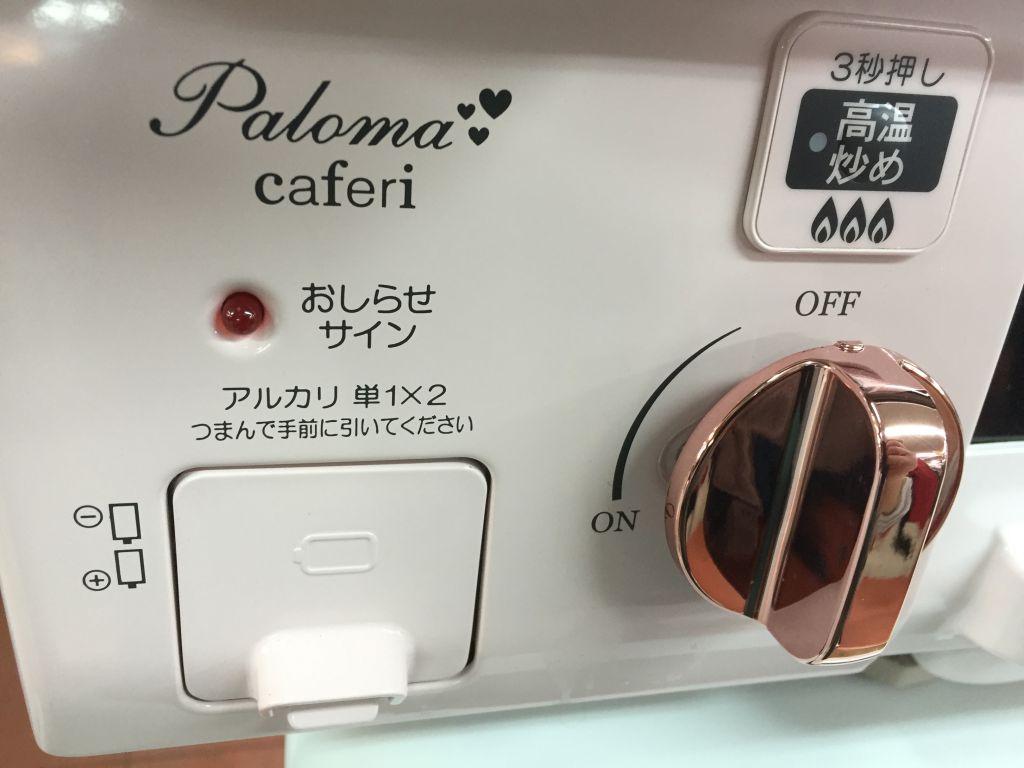 Paloma
caferi
3秒押し
高温
炒め
OFF
おしらせ
サイン
アルカリ 単1×2
つまんで手前に引いてください
ON
⊖
⊕